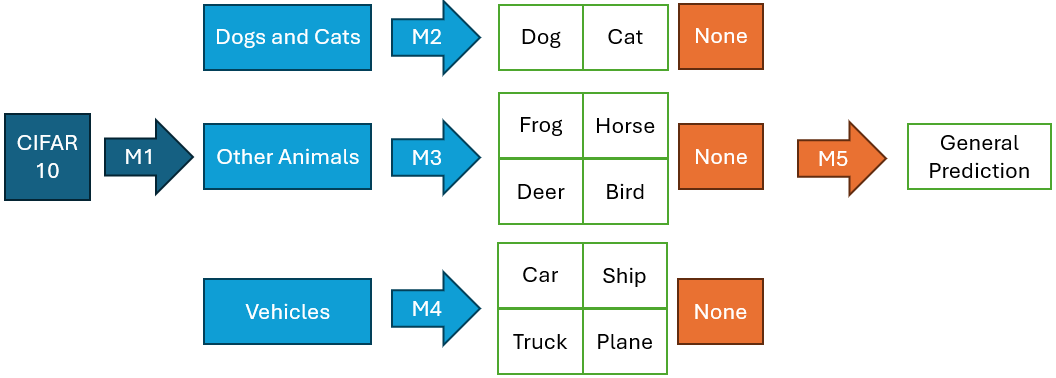 Dogs and Cats
M2
Dog
Cat
None
CIFAR
10
M1
Other Animals
M3
Frog
Horse
Deer
Bird
None
M5
General
Prediction
Vehicles
M4
Car
Ship
Truck
Plane
None